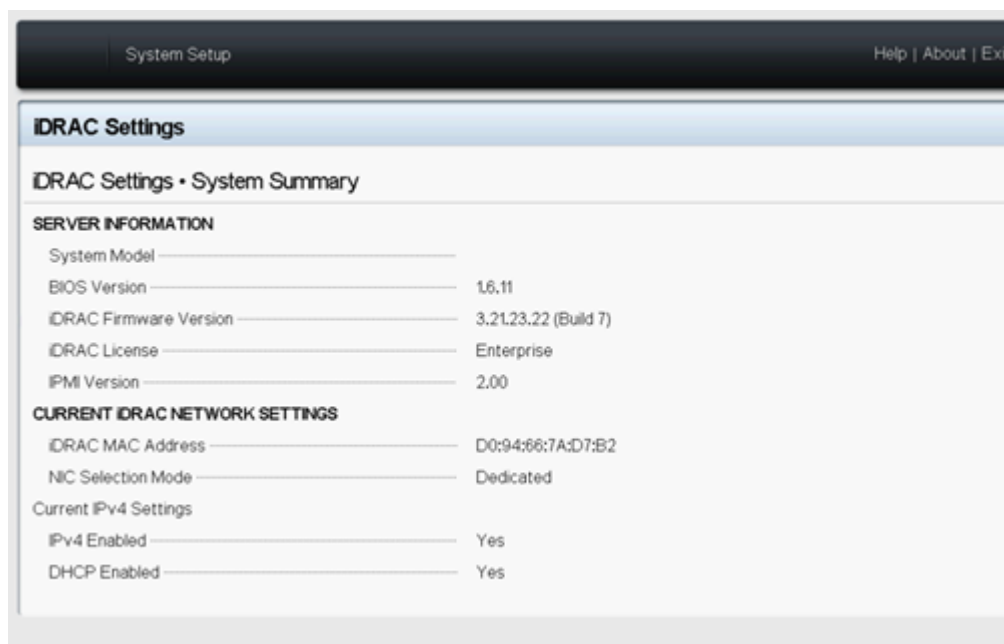 System Setup
Help | About | Exi
iDRAC Settings
iDRAC Settings • System Summary
SERVER INFORMATION
System Model
BIOS Version 1.6.11
iDRAC Firmware Version 3.21.23.22 (Build 7)
iDRAC License Enterprise
IPMI Version 2.00
CURRENT iDRAC NETWORK SETTINGS
iDRAC MAC Address D0:94:66:7A:D7:B2
NIC Selection Mode Dedicated
Current IPv4 Settings
IPv4 Enabled Yes
DHCP Enabled Yes